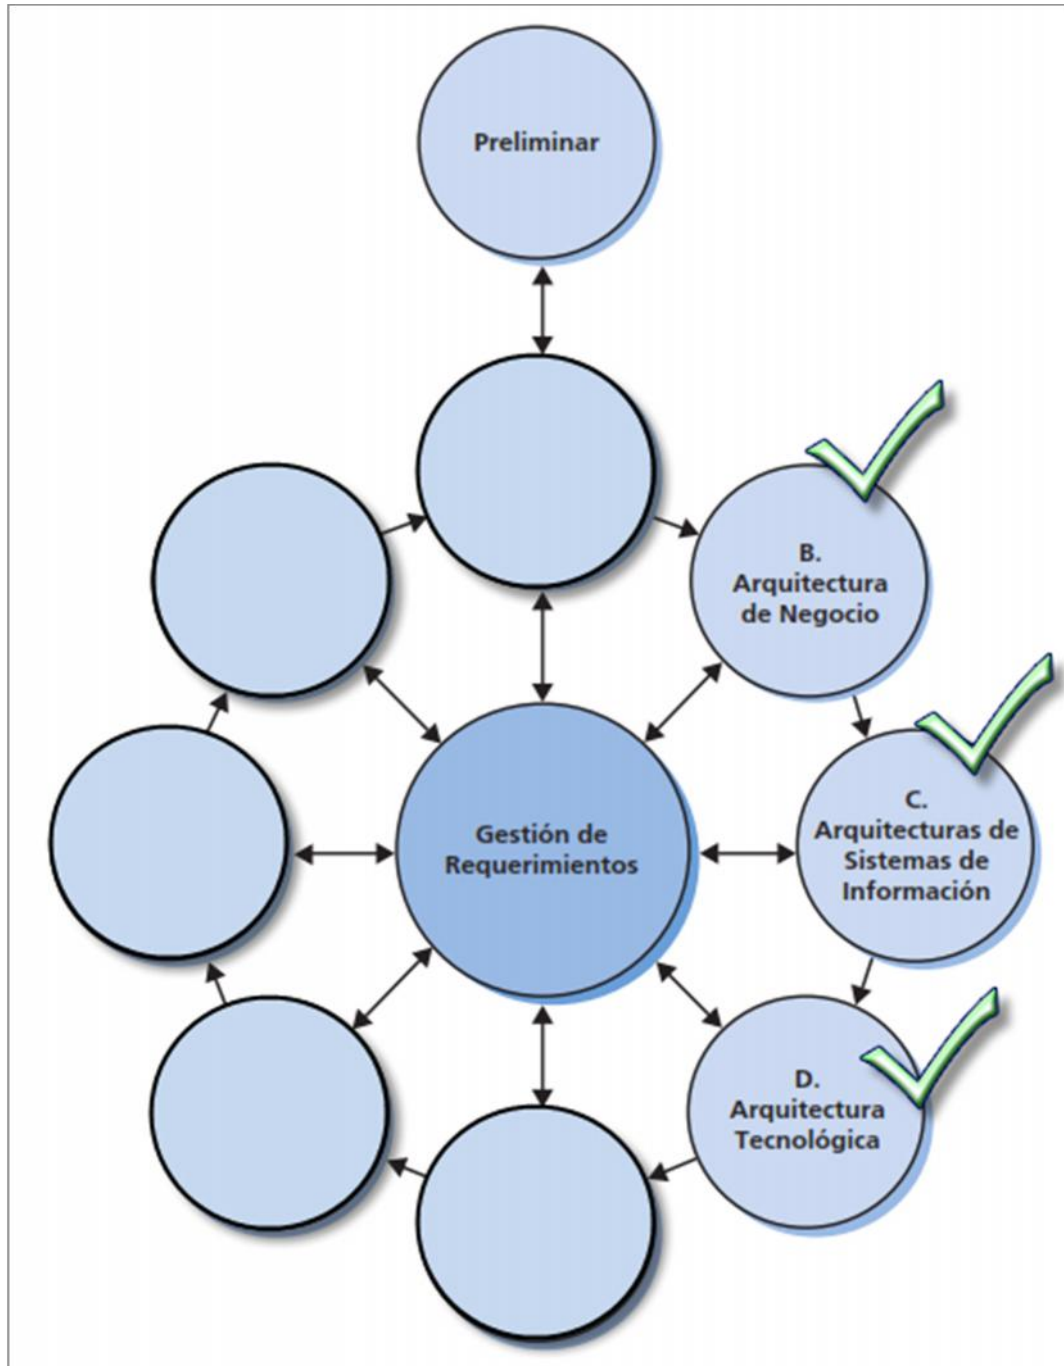 Preliminar
B.
Arquitectura
de Negocio
C.
Arquitecturas de
Sistemas de
Información
Gestión de
Requerimientos
D.
Arquitectura
Tecnológica